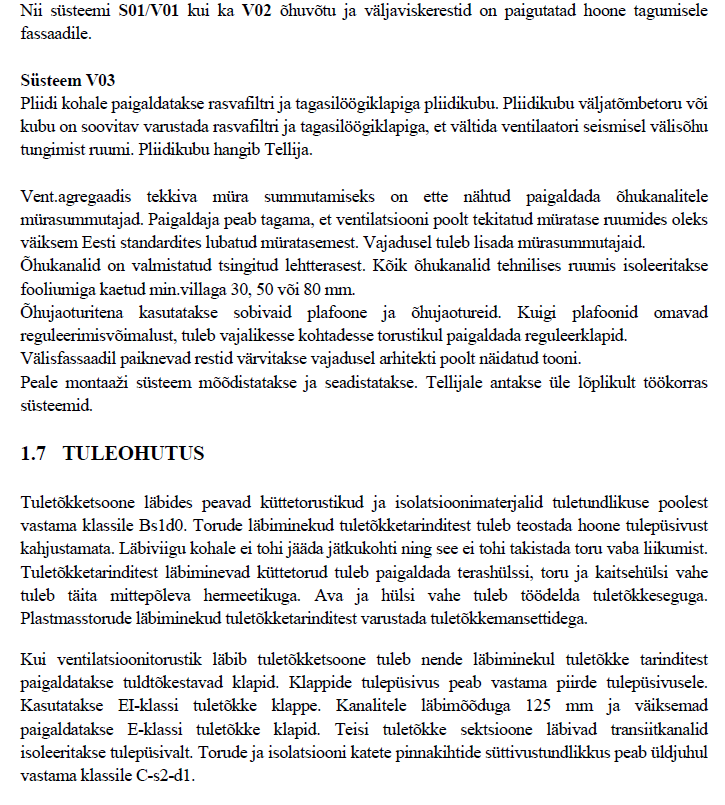 Nii süsteemi S01/V01 kui ka V02 õhuvõtu ja väljaviskerestid on paigutatad hoone tagumisele
fassaadile.
Süsteem V03
Pliidi kohale paigaldatakse rasvafiltri ja tagasilöögiklapiga pliidikubu. Pliidikubu väljatõmbetoru või
kubu on soovitav varustada rasvafiltri ja tagasilöögiklapiga, et vältida ventilaatori seismisel välisõhu
tungimist ruumi. Pliidikubu hangib Tellija.
Vent.agregaadis tekkiva müra summutamiseks on ette nähtud paigaldada õhukanalitele
mürasummutajad. Paigaldaja peab tagama, et ventilatsiooni poolt tekitatud müratase ruumides oleks
väiksem Eesti standardites lubatud müratasemest. Vajadusel tuleb lisada mürasummutajaid.
Õhukanalid on valmistatud tsingitud lehtterasest. Kõik õhukanalid tehnilises ruumis isoleeritakse
fooliumiga kaetud min.villaga 30, 50 või 80 mm.
Õhujaoturitena kasutatakse sobivaid plafoone ja õhujaotureid. Kuigi plafoonid omavad
reguleerimisvõimalust, tuleb vajalikesse kohtadesse torustikul paigaldada reguleerklapid.
Välisfassaadil paiknevad restid värvitakse vajadusel arhitekti poolt näidatud tooni.
Peale montaaži süsteem mõõdistatakse ja seadistatakse. Tellijale antakse üle lõplikult töökorras
süsteemid.
1.7 TULEOHUTUS
Tuletõkketsoone läbides peavad küttetorustikud ja isolatsioonimaterjalid tuletundlikuse poolest
vastama klassile Bs1d0. Torude läbiminekud tuletõkketarinditest tuleb teostada hoone tulepüsivust
kahjustamata. Läbiviigu kohale ei tohi jääda jätkukohti ning see ei tohi takistada toru vaba liikumist.
Tuletõkketarinditest läbiminevad küttetorud tuleb paigaldada terashülssi, toru ja kaitsehülsi vahe
tuleb täita mittepõleva hermeetikuga. Ava ja hülsi vahe tuleb töödelda tuletõkkeseguga.
Plastmasstorude läbiminekud tuletõkketarinditest varustada tuletõkkemansettidega.
Kui ventilatsioonitorustik läbib tuletõkketsoone tuleb nende läbiminekul tuletõkke tarinditest
paigaldatakse tuldtõkestavad klapid. Klappide tulepüsivus peab vastama piirde tulepüsivusele.
Kasutatakse EI-klassi tuletõkke klappe. Kanalitele läbimõõduga 125 mm ja väiksemad
paigaldatakse E-klassi tuletõkke klapid. Teisi tuletõkke sektsioone läbivad transiitkanalid
isoleeritakse tulepüsivalt. Torude ja isolatsiooni katete pinnakihtide süttivustundlikkus peab üldjuhul
vastama klassile C-s2-d1.